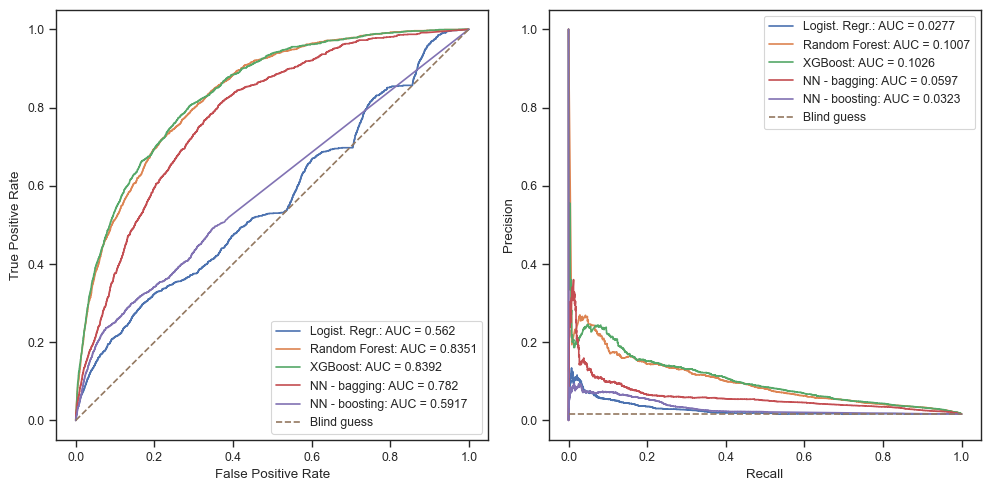 1.0
0.8
0.6
0.4
0.2
0.0
True Positive Rate
0.0 0.2 0.4 0.6 0.8 1.0
False Positive Rate
Logist. Regr.: AUC = 0.562
Random Forest: AUC = 0.8351
XGBoost: AUC = 0.8392
NN - bagging: AUC = 0.782
NN - boosting: AUC = 0.5917
Blind guess
1.0
0.8
0.6
0.4
0.2
0.0
Precision
0.0 0.2 0.4 0.6 0.8 1.0
Recall
Logist. Regr.: AUC = 0.0277
Random Forest: AUC = 0.1007
XGBoost: AUC = 0.1026
NN - bagging: AUC = 0.0597
NN - boosting: AUC = 0.0323
Blind guess